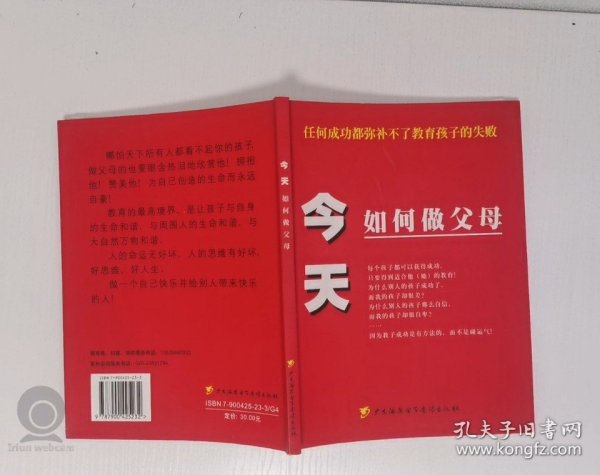 哪怕天下所有人都看不起你的孩子,
做父母的也要眼含热泪地欣赏他!拥抱
他!赞美他!为自己创造的生命而永远
自豪!
教育的最高境界、是让孩子与自身
的生命和谐、与周围人的生命和谐、与
大自然万物和谐。
人的命运无好坏、人的思维有好坏、
好思维、好人生。
做一个自己快乐并给别人带来快乐
的人!
ISBN 7-900425-23-2
9 787900 425232 >
ISBN7-900425-23-3/G4
定价: 30.00元
今天 如何做父母
任何成功都弥补不了教育孩子的失败
今天
如何做父母
每个孩子都可以获得成功,
只要得到适合他(她)的教育!
为什么别人的孩子成功了,
而我的孩子却很差?
为什么别人的孩子那么自信,
而我的孩子却很自卑?
……
因为教子成功是有方法的,而不是碰运气!
Iriun webcam
孔夫子旧书网
www.kongfz.com